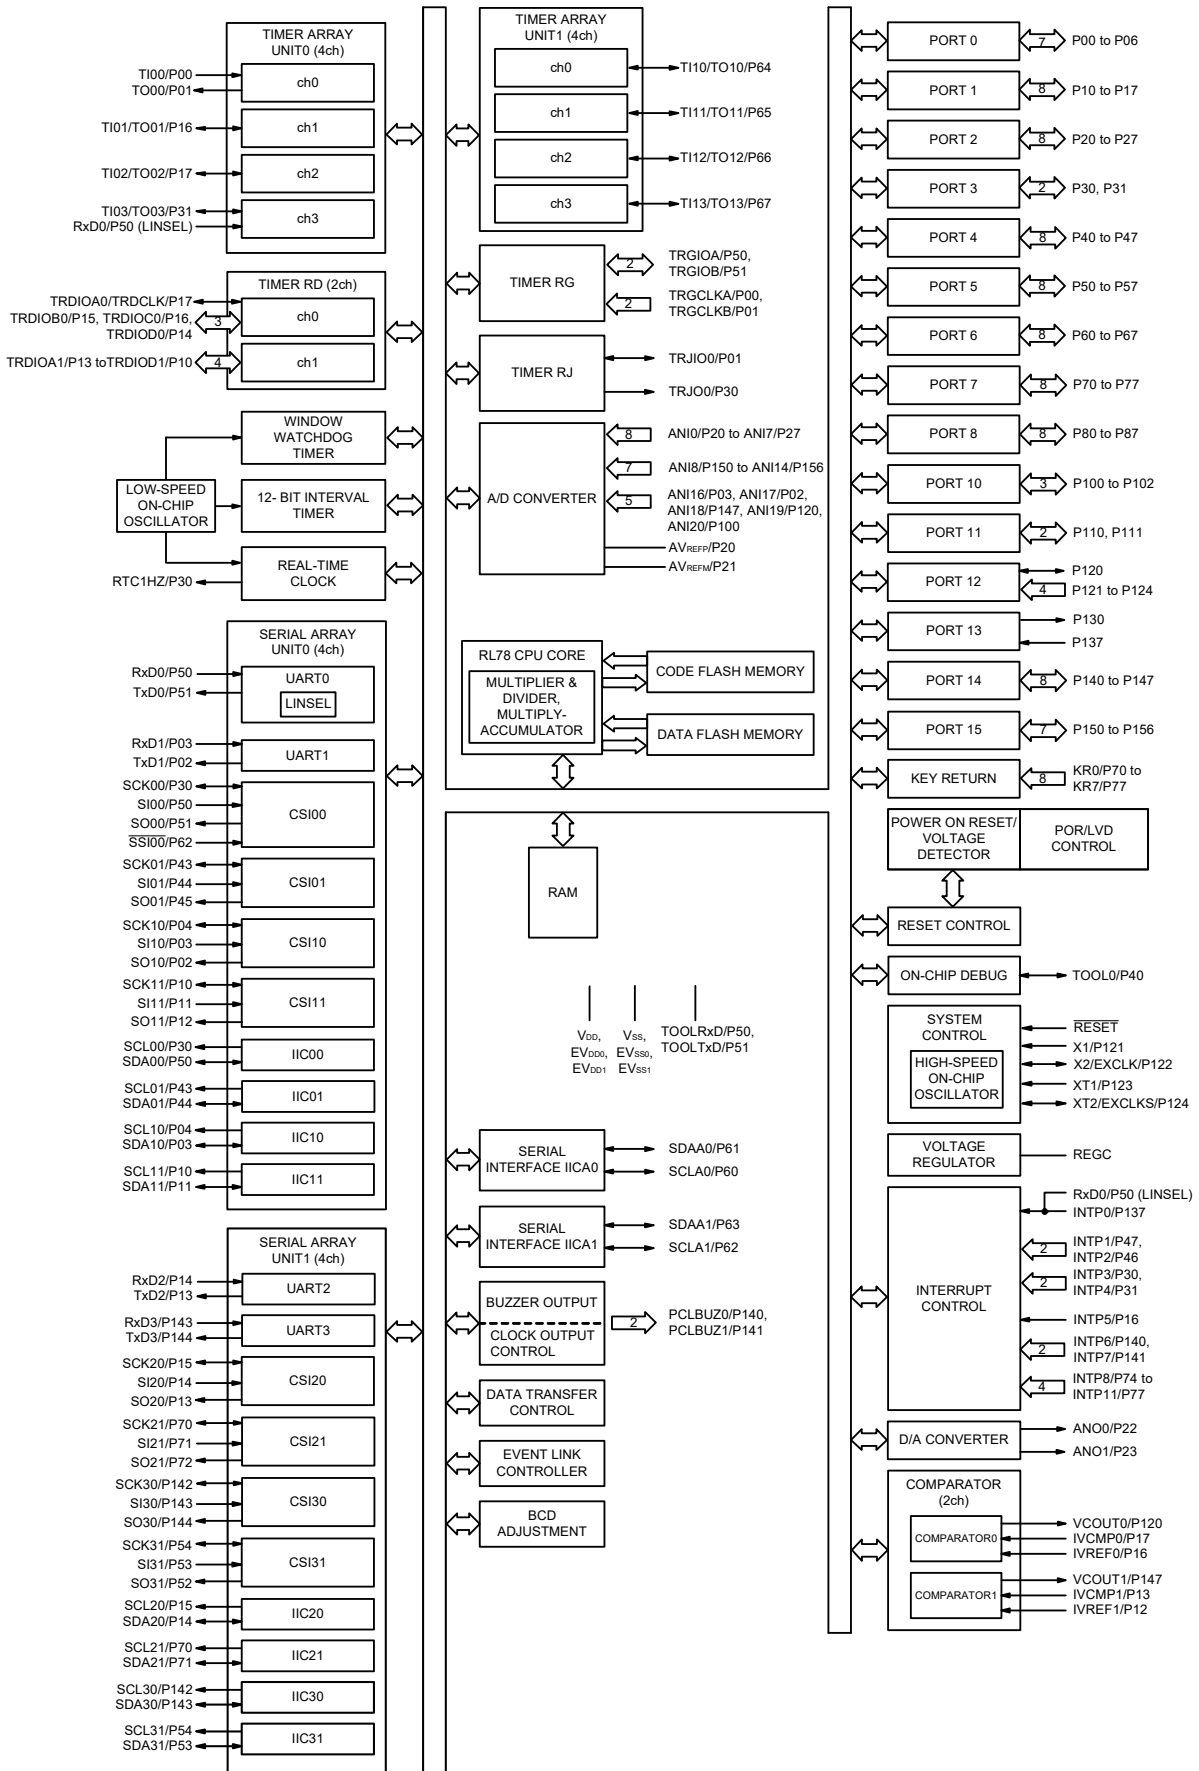 TIMER ARRAY
UNIT0 (4ch)
TI00/P00
TO00/P01
ch0
TI01/TO01/P16
ch1
TI02/TO02/P17
ch2
TI03/TO03/P31
RxD0/P50 (LINSEL)
ch3
TIMER RD (2ch)
TRDIOA0/TRDCLK/P17
TRDIOB0/P15, TRDIOC0/P16,
TRDIOD0/P14
3
ch0
TRDIOA1/P13 toTRDIOD1/P10
4
ch1
WINDOW
WATCHDOG
TIMER
LOW-SPEED
ON-CHIP
OSCILLATOR
12- BIT INTERVAL
TIMER
RTC1HZ/P30
REAL-TIME
CLOCK
SERIAL ARRAY
UNIT0 (4ch)
RxD0/P50
TxD0/P51
UART0
LINSEL
RxD1/P03
TxD1/P02
UART1
SCK00/P30
SI00/P50
SO00/P51
SSI00/P62
CSI00
SCK01/P43
SI01/P44
SO01/P45
CSI01
SCK10/P04
SI10/P03
SO10/P02
CSI10
SCK11/P10
SI11/P11
SO11/P12
CSI11
SCL00/P30
SDA00/P50
IIC00
SCL01/P43
SDA01/P44
IIC01
SCL10/P04
SDA10/P03
IIC10
SCL11/P10
SDA11/P11
IIC11
SERIAL ARRAY
UNIT1 (4ch)
RxD2/P14
TxD2/P13
UART2
RxD3/P143
TxD3/P144
UART3
SCK20/P15
SI20/P14
SO20/P13
CSI20
SCK21/P70
SI21/P71
SO21/P72
CSI21
SCK30/P142
SI30/P143
SO30/P144
CSI30
SCK31/P54
SI31/P53
SO31/P52
CSI31
SCL20/P15
SDA20/P14
IIC20
SCL21/P70
SDA21/P71
IIC21
SCL30/P142
SDA30/P143
IIC30
SCL31/P54
SDA31/P53
IIC31
TIMER ARRAY
UNIT1 (4ch)
ch0
TI10/TO10/P64
ch1
TI11/TO11/P65
ch2
TI12/TO12/P66
ch3
TI13/TO13/P67
TIMER RG
2
TRGIOA/P50,
TRGIOB/P51
2
TRGCLKA/P00,
TRGCLKB/P01
TIMER RJ
TRJIO0/P01
TRJO0/P30
A/D CONVERTER
8
ANI0/P20 to ANI7/P27
7
ANI8/P150 to ANI14/P156
5
ANI16/P03, ANI17/P02,
ANI18/P147, ANI19/P120,
ANI20/P100
AVREFP/P20
AVREFM/P21
RL78 CPU CORE
MULTIPLIER &
DIVIDER,
MULTIPLY-
ACCUMULATOR
CODE FLASH MEMORY
DATA FLASH MEMORY
RAM
VDD,
EVDD0,
EVDD1
VSS,
EVSS0,
EVSS1
TOOLRxD/P50,
TOOLTxD/P51
SERIAL
INTERFACE IICA0
SDAA0/P61
SCLA0/P60
SERIAL
INTERFACE IICA1
SDAA1/P63
SCLA1/P62
BUZZER OUTPUT
CLOCK OUTPUT
CONTROL
2
PCLBUZ0/P140,
PCLBUZ1/P141
DATA TRANSFER
CONTROL
EVENT LINK
CONTROLLER
BCD
ADJUSTMENT
PORT 0
7
P00 to P06
PORT 1
8
P10 to P17
PORT 2
8
P20 to P27
PORT 3
2
P30, P31
PORT 4
8
P40 to P47
PORT 5
8
P50 to P57
PORT 6
8
P60 to P67
PORT 7
8
P70 to P77
PORT 8
8
P80 to P87
PORT 10
3
P100 to P102
PORT 11
2
P110, P111
PORT 12
P120
4
P121 to P124
PORT 13
P130
P137
PORT 14
8
P140 to P147
PORT 15
7
P150 to P156
KEY RETURN
8
KR0/P70 to
KR7/P77
POWER ON RESET/
VOLTAGE
DETECTOR
POR/LVD
CONTROL
RESET CONTROL
ON-CHIP DEBUG
TOOL0/P40
SYSTEM
CONTROL
HIGH-SPEED
ON-CHIP
OSCILLATOR
RESET
X1/P121
X2/EXCLK/P122
XT1/P123
XT2/EXCLKS/P124
VOLTAGE
REGULATOR
REGC
INTERRUPT
CONTROL
RxD0/P50 (LINSEL)
INTP0/P137
2
INTP1/P47,
INTP2/P46
2
INTP3/P30,
INTP4/P31
INTP5/P16
2
INTP6/P140,
INTP7/P141
4
INTP8/P74 to
INTP11/P77
D/A CONVERTER
ANO0/P22
ANO1/P23
COMPARATOR
(2ch)
COMPARATOR0
VCOUT0/P120
IVCMP0/P17
IVREF0/P16
COMPARATOR1
VCOUT1/P147
IVCMP1/P13
IVREF1/P12